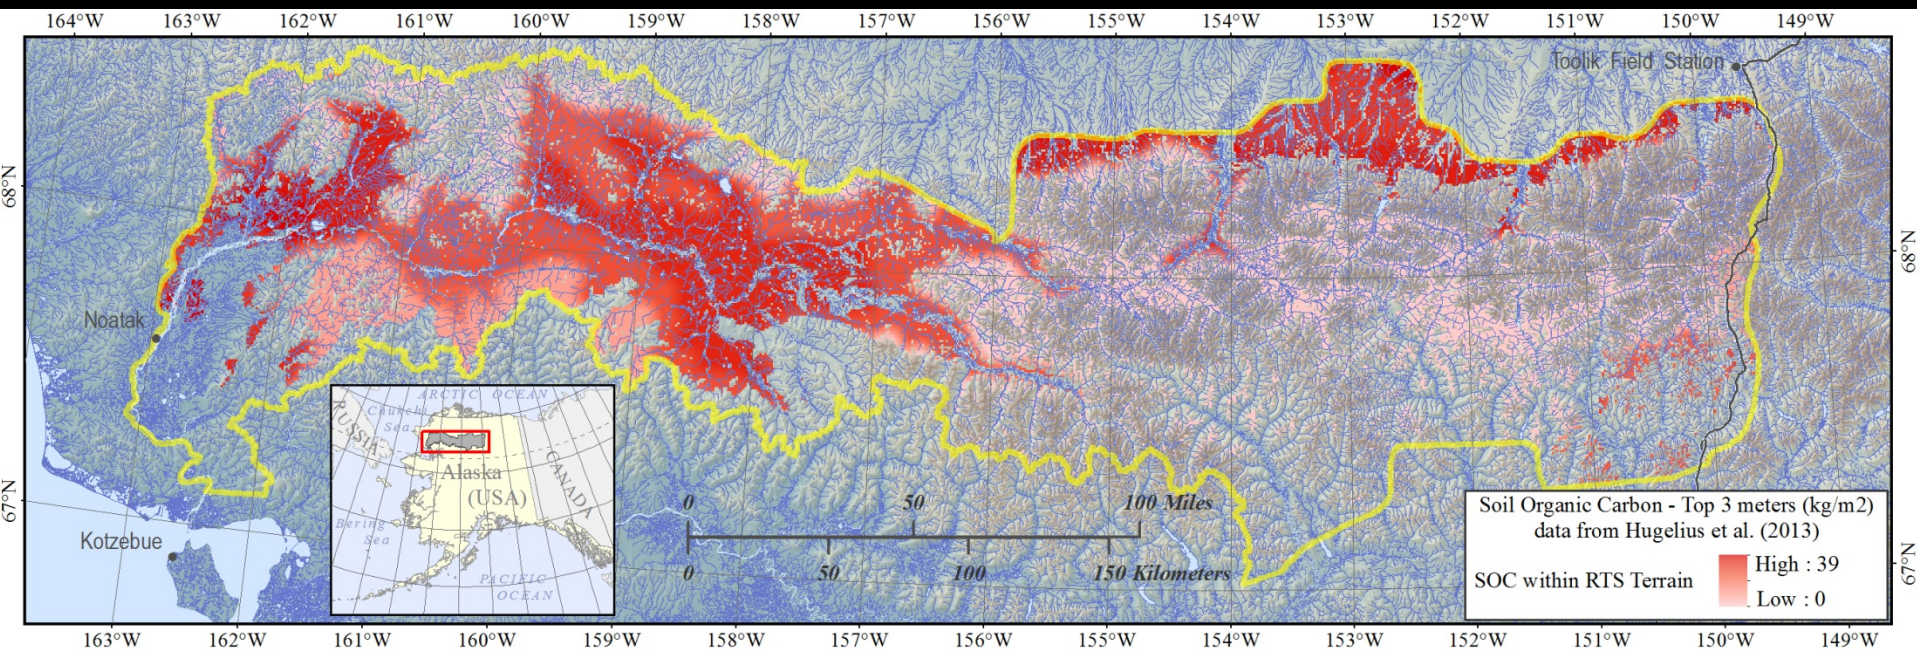 164°W 163°W 162°W 161°W 160°W 159°W 158°W 157°W 156°W 155°W 154°W 153°W 152°W 151°W 150°W 149°W
Toolik Field Station
68°N
68°N
Noatak
67°N
Kotzebue
67°N
ARCTIC OCEAN
Chukchi
Sea
RUSSIA
Alaska
(USA)
CANADA
Bering
Sea
PACIFIC
OCEAN
0 50 100 Miles
0 50 100 150 Kilometers
Soil Organic Carbon - Top 3 meters (kg/m2)
data from Hugelius et al. (2013)
SOC within RTS Terrain
High : 39
Low : 0
163°W 162°W 161°W 160°W 159°W 158°W 157°W 156°W 155°W 154°W 153°W 152°W 151°W 150°W 149°W